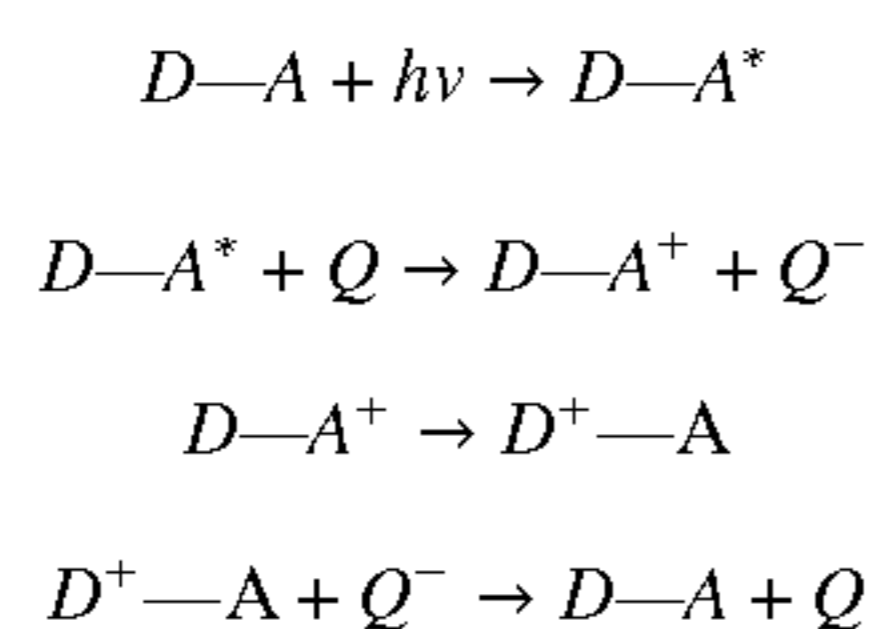 D—A + hν → D—A*
D—A* + Q → D—A⁺ + Q⁻
D—A⁺ → D⁺—A
D⁺—A + Q⁻ → D—A + Q